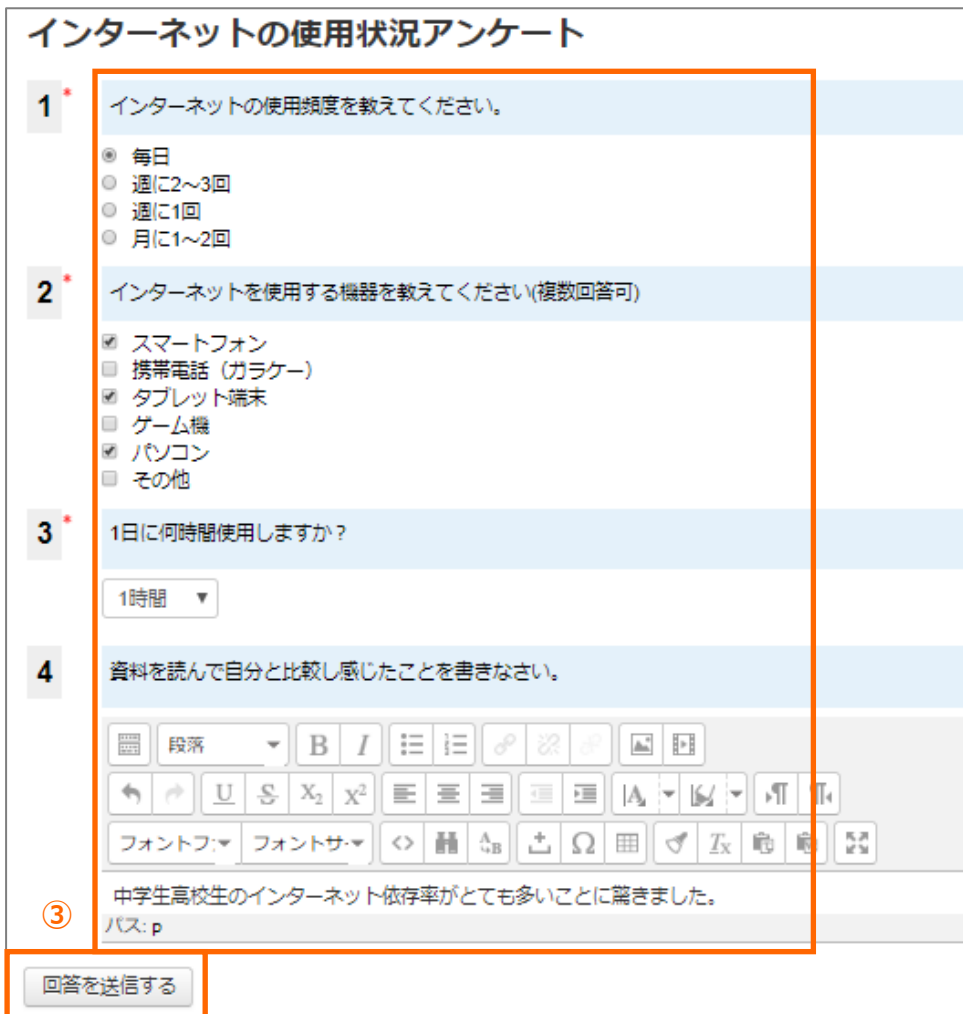 インターネットの使用状況アンケート
1 * インターネットの使用頻度を教えてください。
毎日
週に2～3回
週に1回
月に1～2回
2 * インターネットを使用する機器を教えてください(複数回答可)
スマートフォン
携帯電話（ガラケー）
タブレット端末
ゲーム機
パソコン
その他
3 * 1日に何時間使用しますか？
1時間 ▼
4 資料を読んで自分と比較し感じたことを書きなさい。
段落 B I
U S X₂ X²
フォントフ フォントサ <> A B Ω Tx
中学生高校生のインターネット依存率がとても多いことに驚きました。
③
パス: p
回答を送信する